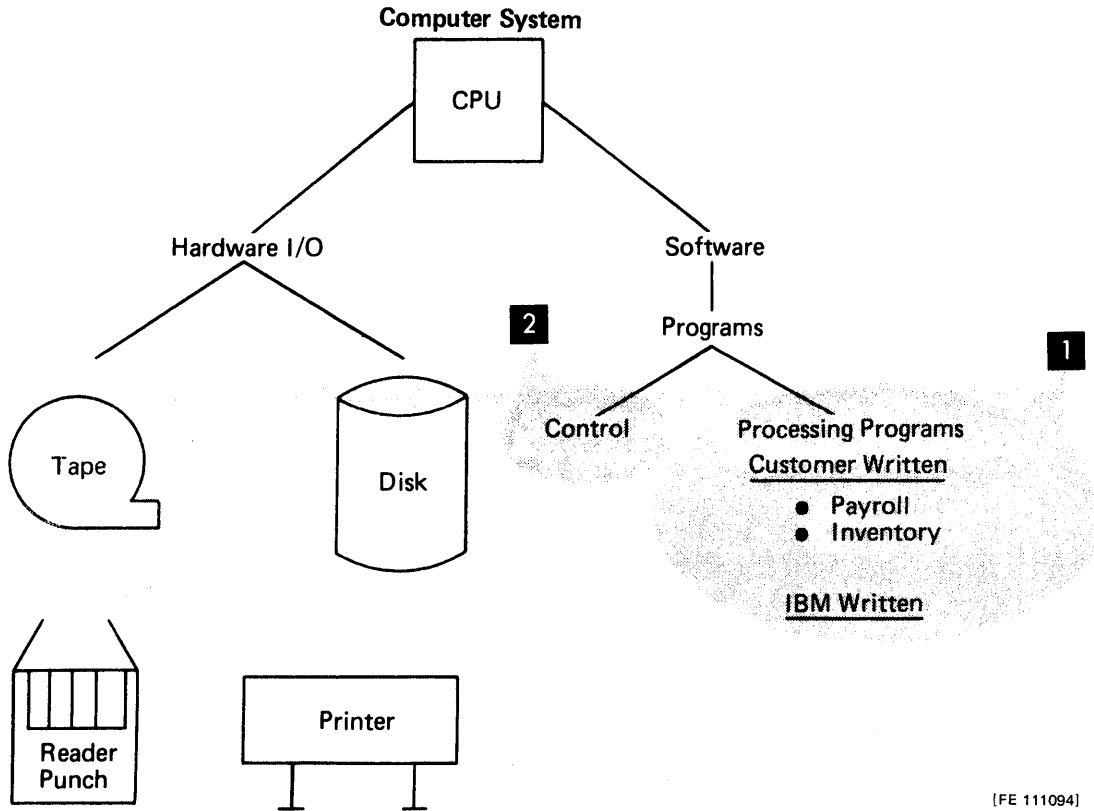 Computer System
CPU
Hardware I/O
Software
2
Programs
1
Control
Processing Programs
Customer Written
● Payroll
● Inventory
IBM Written
Tape
Disk
Reader
Punch
Printer
[FE 111094]